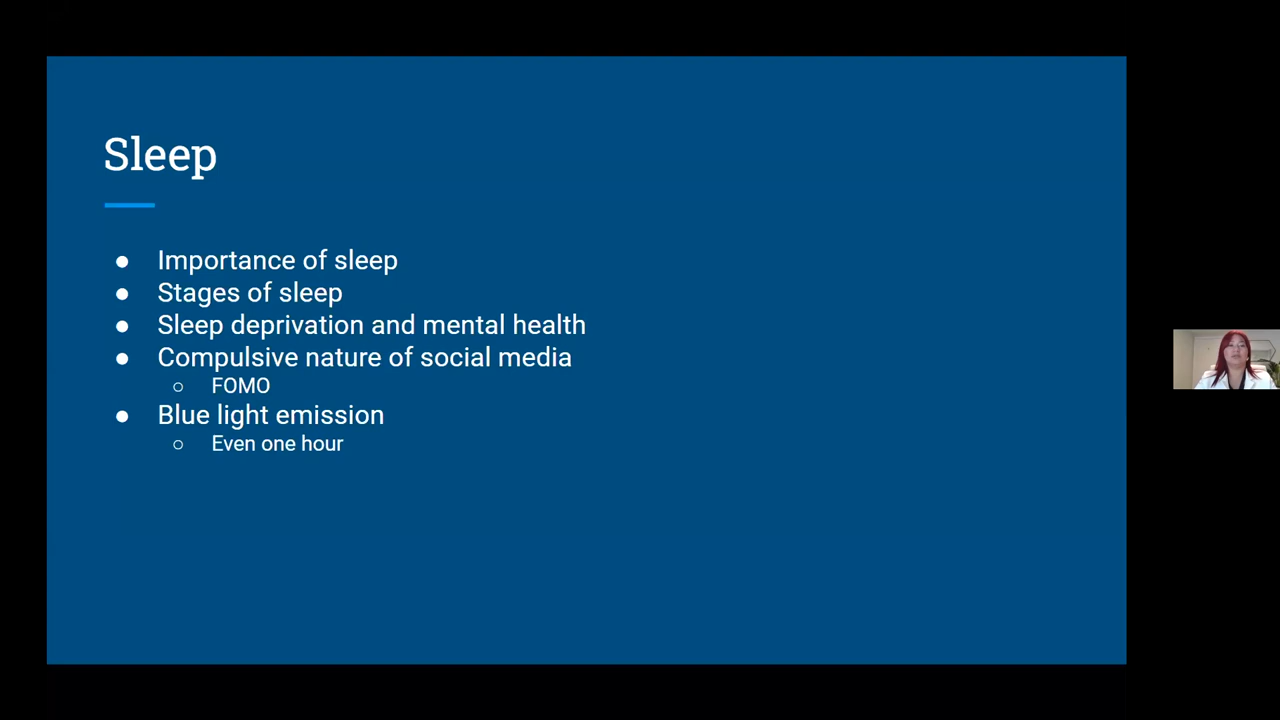 Sleep
● Importance of sleep
● Stages of sleep
● Sleep deprivation and mental health
● Compulsive nature of social media
○ FOMO
● Blue light emission
○ Even one hour